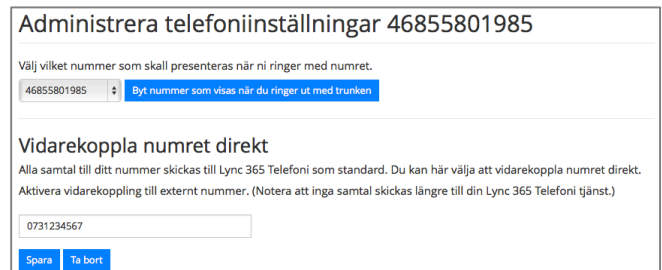 Administrera telefoniinställningar 46855801985
Välj vilket nummer som skall presenteras när ni ringer med numret.
46855801985 Byt nummer som visas när du ringer ut med trunken
Vidarekoppla numret direkt
Alla samtal till ditt nummer skickas till Lync 365 Telefoni som standard. Du kan här välja att vidarekoppla numret direkt.
Aktivera vidarekoppling till externt nummer. (Notera att inga samtal skickas längre till din Lync 365 Telefoni tjänst.)
0731234567
Spara Ta bort